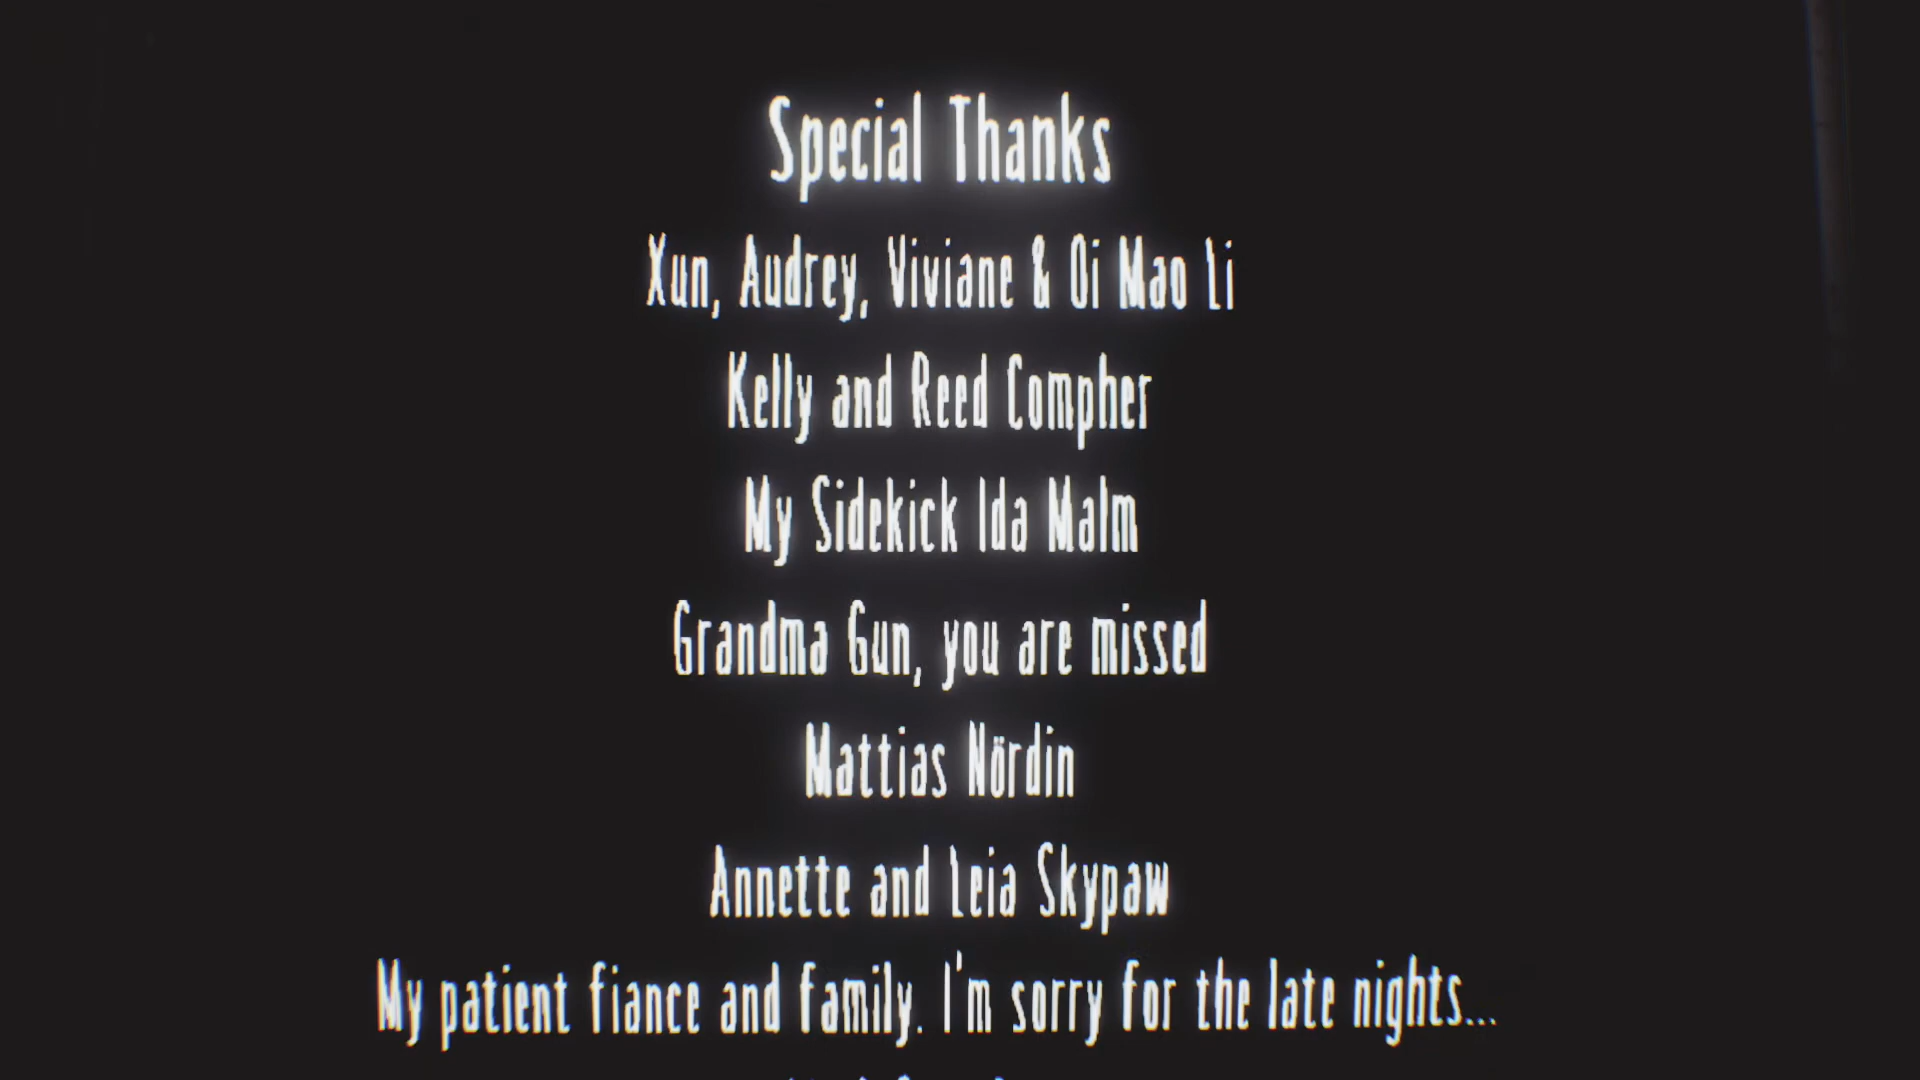 Special Thanks
Xun, Audrey, Viviane & Oi Mao Li
Kelly and Reed Compher
My Sidekick Ida Malm
Grandma Gun, you are missed
Mattias Nördin
Annette and Leia Skypaw
My patient fiance and family. I'm sorry for the late nights...